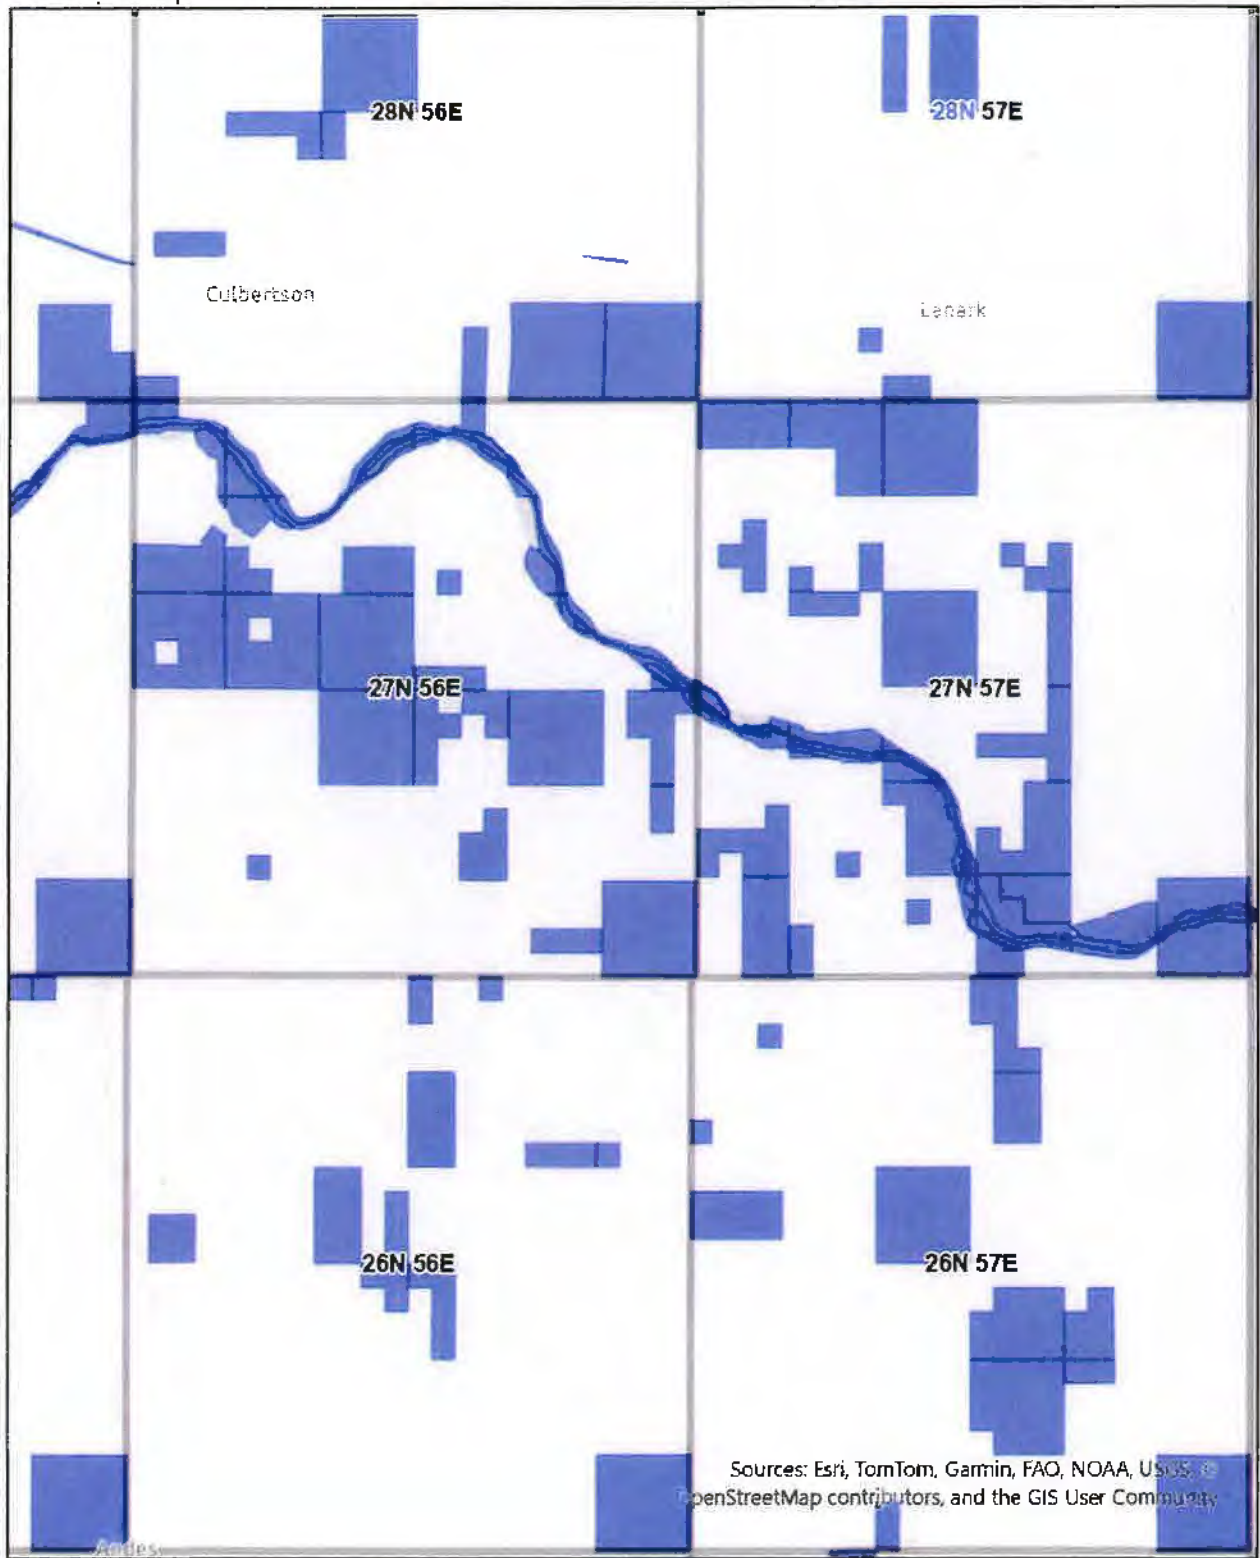 28N 56E
28N 57E
Culbertson
Lanark
27N 56E
27N 57E
26N 56E
26N 57E
Sources: Esri, TomTom, Garmin, FAO, NOAA, USGS, ©
OpenStreetMap contributors, and the GIS User Community
Andes